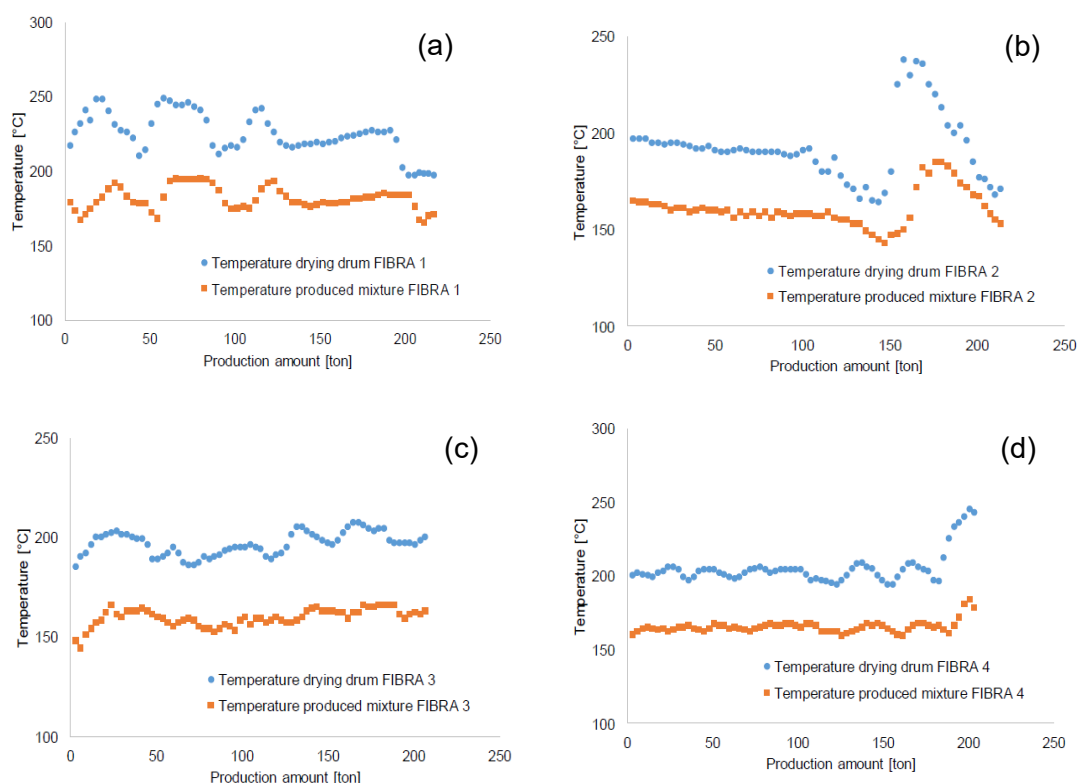 (a)
300
250
200
150
100
Temperature [°C]
Temperature drying drum FIBRA 1
Temperature produced mixture FIBRA 1
0 50 100 150 200 250
Production amount [ton]
(b)
250
200
150
100
Temperature [°C]
Temperature drying drum FIBRA 2
Temperature produced mixture FIBRA 2
0 50 100 150 200 250
Production amount [ton]
(c)
250
200
150
100
Temperature [°C]
Temperature drying drum FIBRA 3
Temperature produced mixture FIBRA 3
0 50 100 150 200 250
Production amount [ton]
(d)
300
250
200
150
100
Temperature [°C]
Temperature drying drum FIBRA 4
Temperature produced mixture FIBRA 4
0 50 100 150 200 250
Production amount [ton]